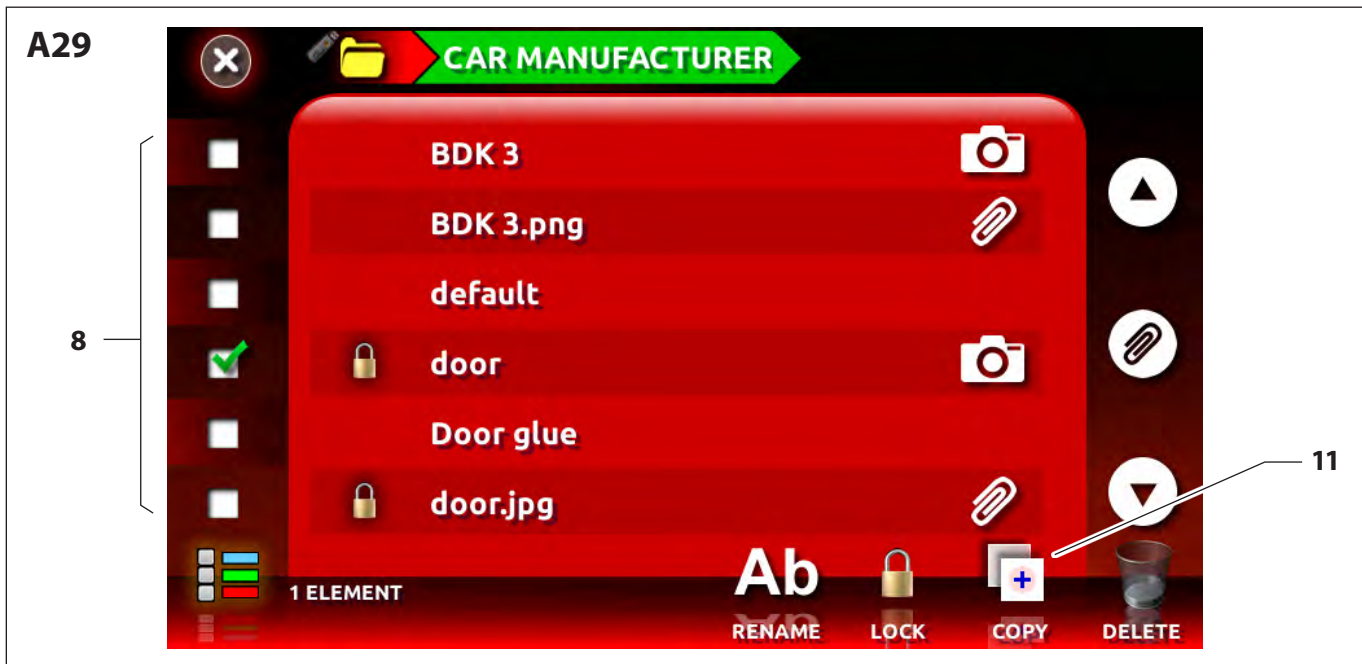 A29
CAR MANUFACTURER
BDK 3
BDK 3.png
default
8
door
Door glue
11
door.jpg
Ab
1 ELEMENT
RENAME LOCK COPY DELETE